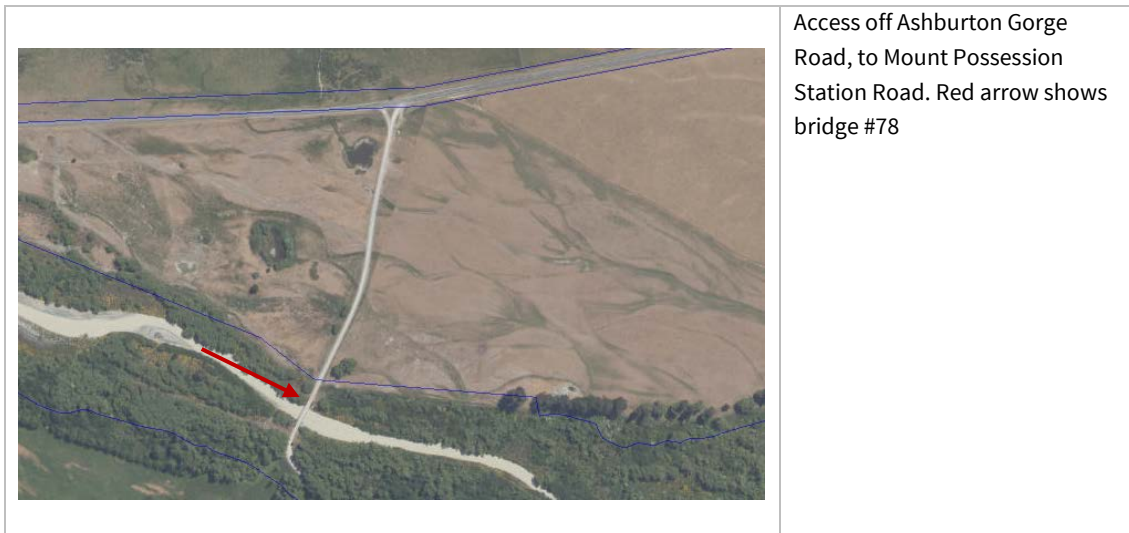 Access off Ashburton Gorge
Road, to Mount Possession
Station Road. Red arrow shows
bridge #78